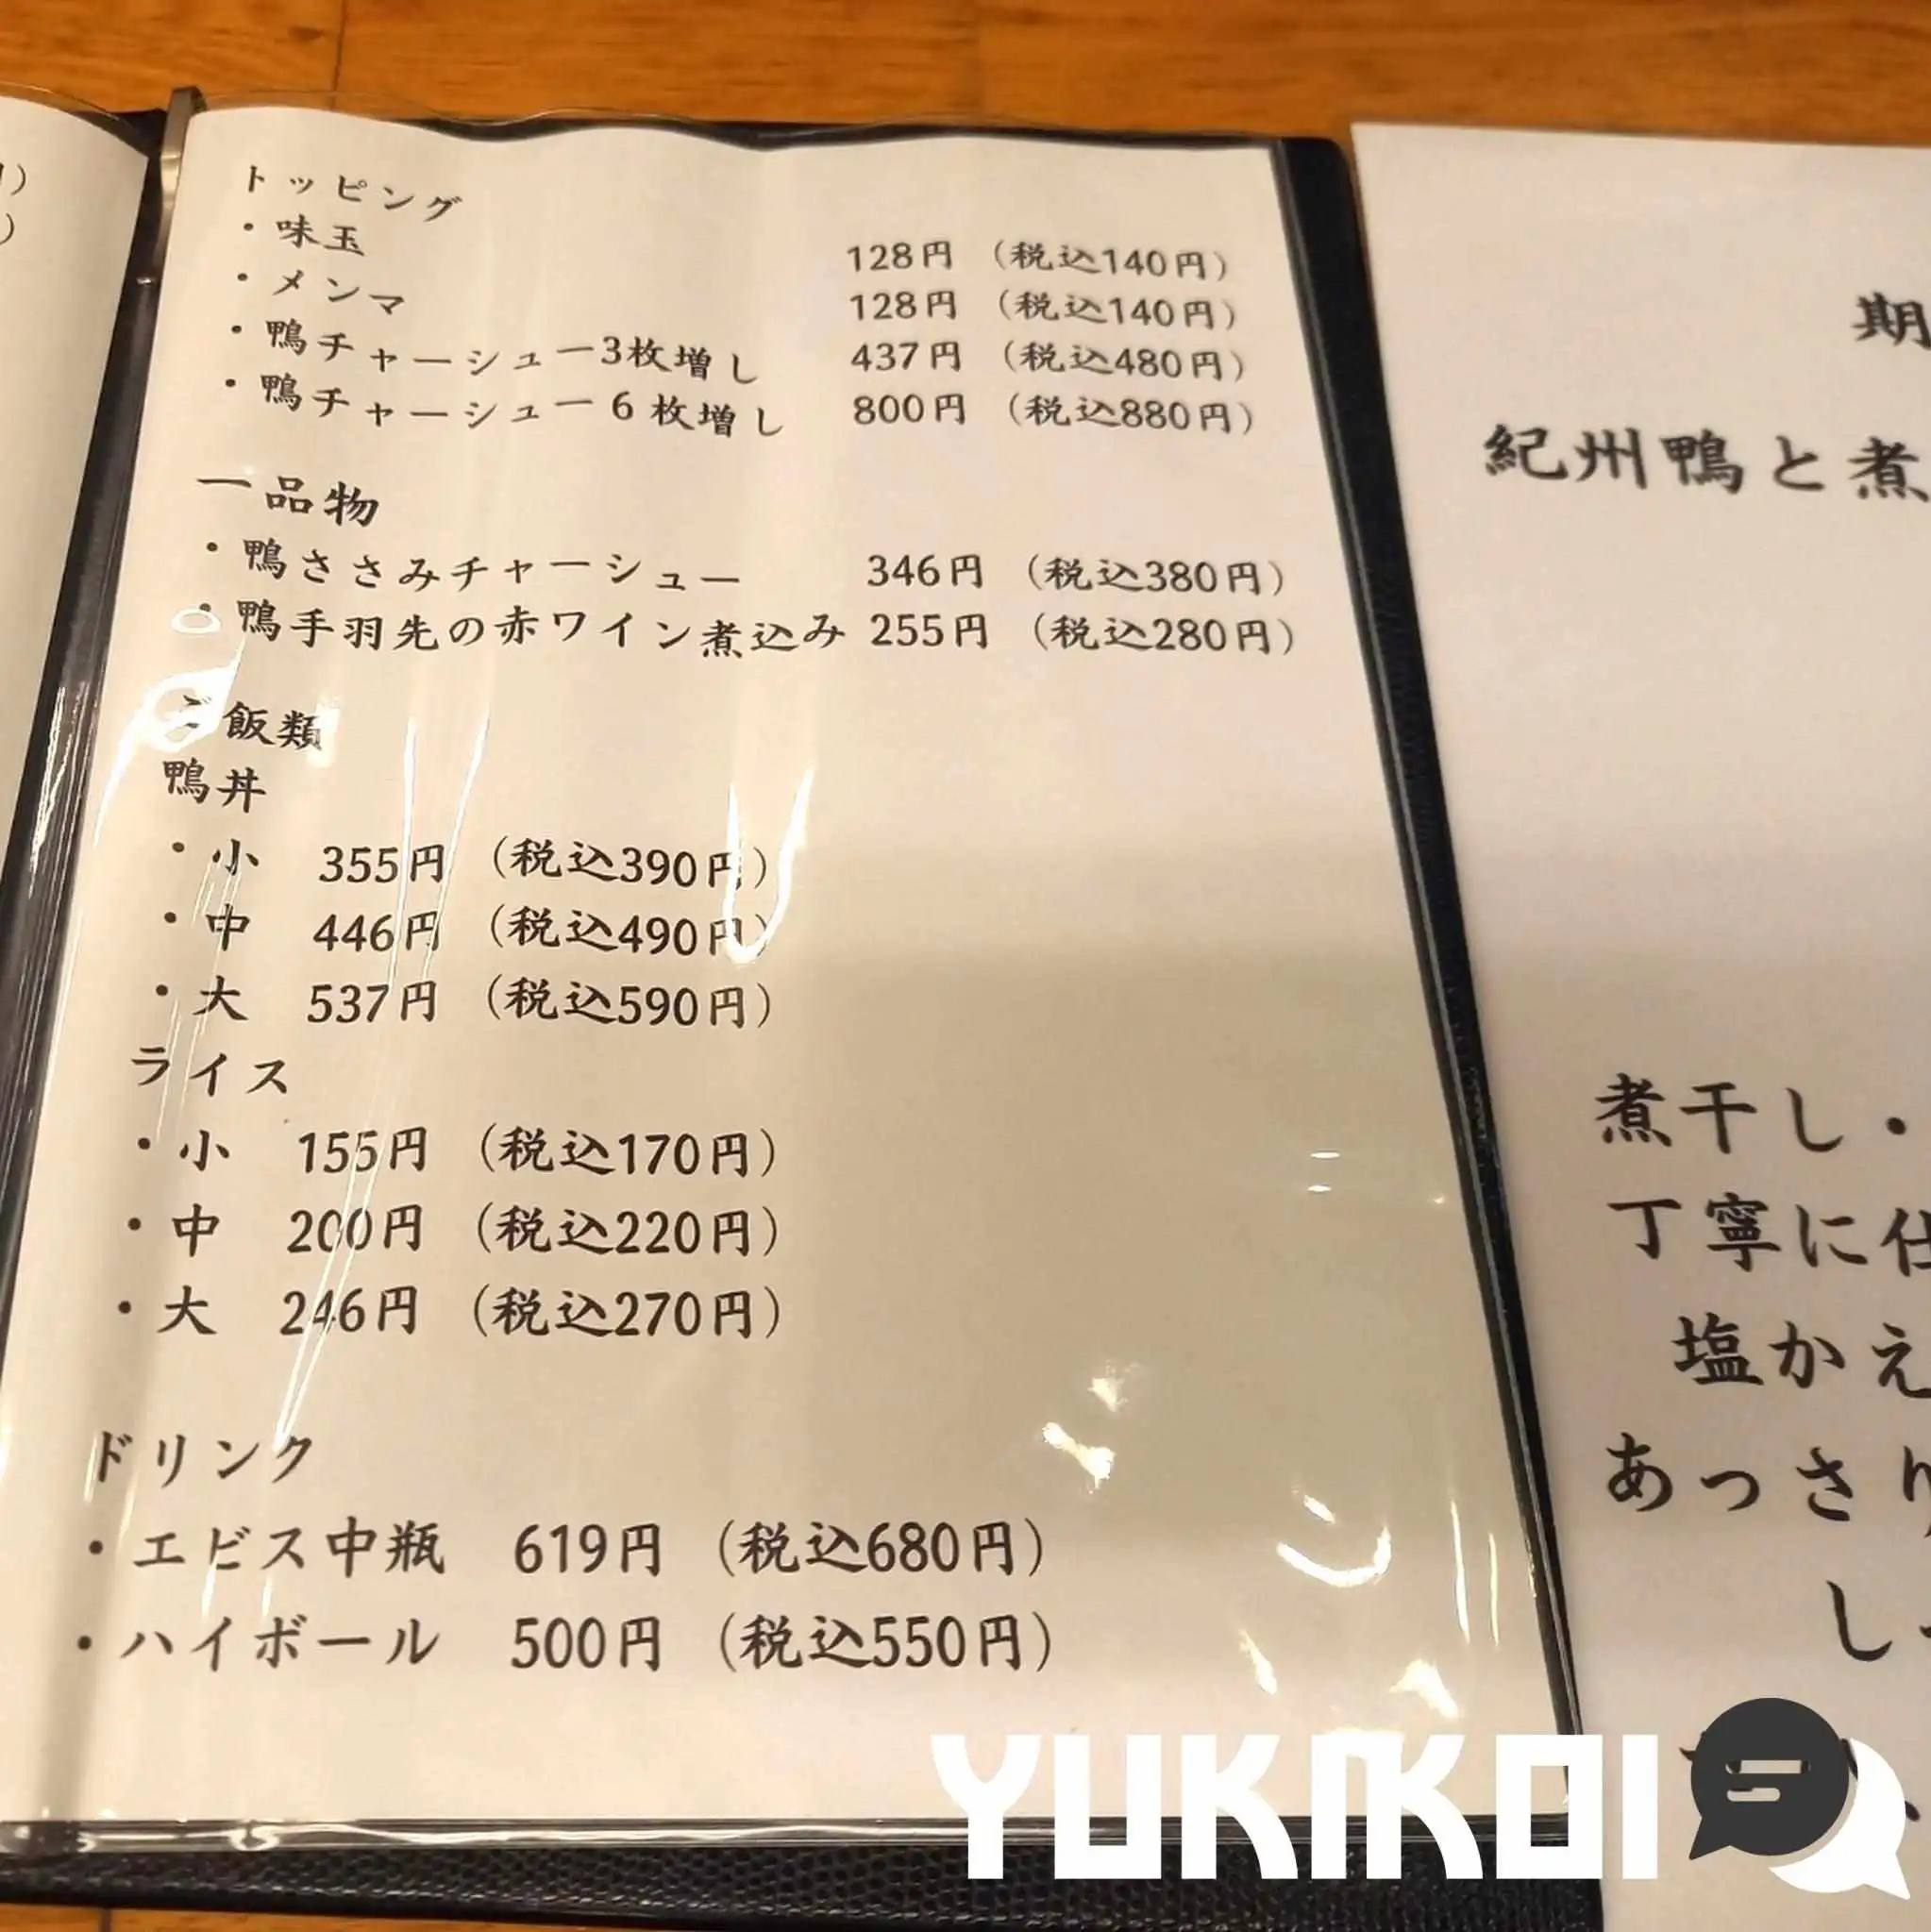 トッピング
・味玉 128円 （税込140円）
・メンマ 128円 （税込140円）
・鴨チャーシュー3枚増し 437円 （税込480円）
・鴨チャーシュー6枚増し 800円 （税込880円）
一品物
・鴨ささみチャーシュー 346円 （税込380円）
・鴨手羽先の赤ワイン煮込み 255円 （税込280円）
ご飯類
鴨丼
・小 355円 （税込390円）
・中 446円 （税込490円）
・大 537円 （税込590円）
ライス
・小 155円 （税込170円）
・中 200円 （税込220円）
・大 246円 （税込270円）
ドリンク
・エビス中瓶 619円 （税込680円）
・ハイボール 500円 （税込550円）
期
紀州鴨と煮
煮干し・
丁寧に仕
塩かえ
あっさり
し
YUKIKOI